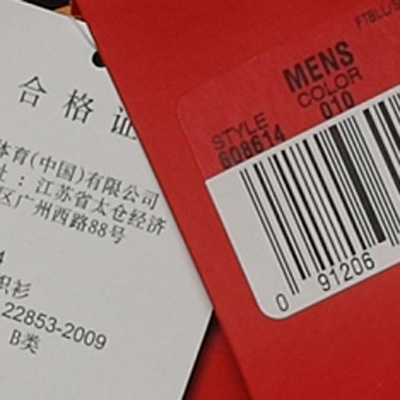 合格证
体育(中国)有限公司
址：江苏省太仓经济
区广州西路88号
4
织衫
22853-2009
B类
FTBLL/S
MENS
COLOR
010
STYLE
608614
0 91206